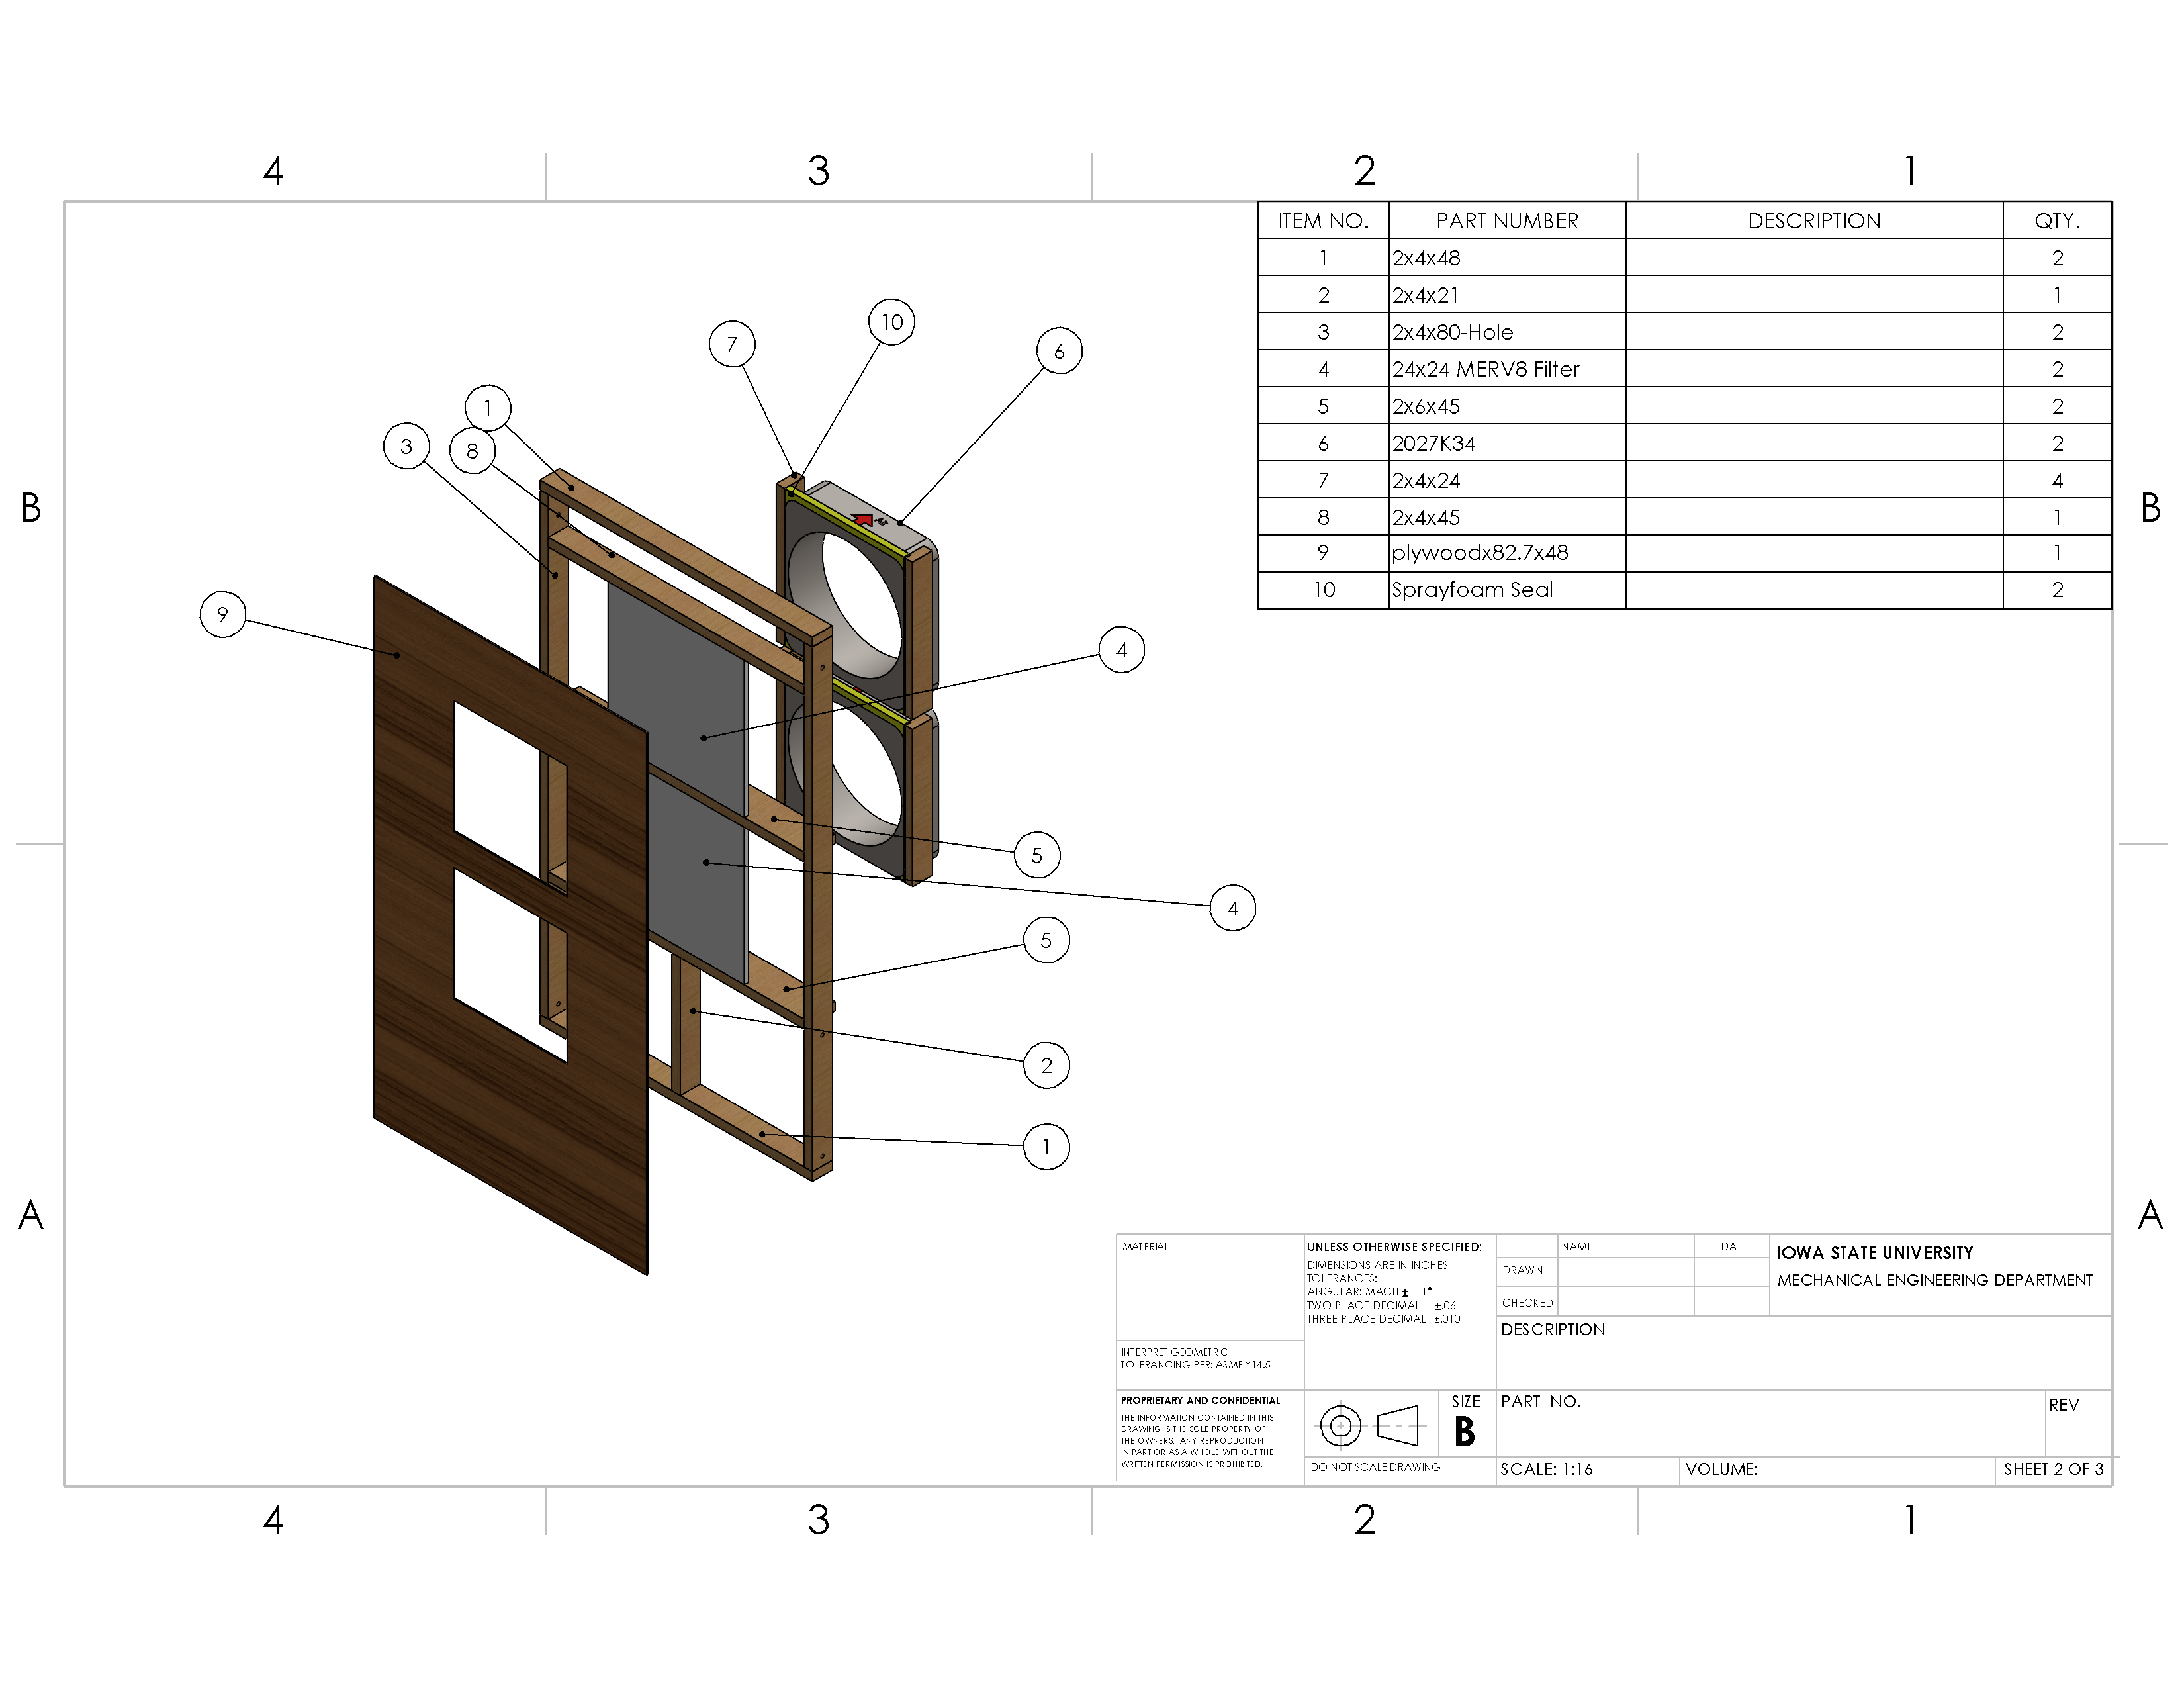 4 3 2 1
ITEM NO. PART NUMBER DESCRIPTION QTY.
1 2x4x48 2
2 2x4x21 1
3 2x4x80-Hole 2
4 24x24 MERV8 Filter 2
5 2x6x45 2
6 2027K34 2
7 2x4x24 4
8 2x4x45 1
9 plywoodx82.7x48 1
10 Sprayfoam Seal 2
10
7
6
1
3
8
B
B
9
4
5
4
5
2
1
A
A
MATERIAL
INTERPRET GEOMETRIC
TOLERANCING PER: ASME Y14.5
PROPRIETARY AND CONFIDENTIAL
THE INFORMATION CONTAINED IN THIS
DRAWING IS THE SOLE PROPERTY OF
THE OWNERS. ANY REPRODUCTION
IN PART OR AS A WHOLE WITHOUT THE
WRITTEN PERMISSION IS PROHIBITED.
UNLESS OTHERWISE SPECIFIED:
DIMENSIONS ARE IN INCHES
TOLERANCES:
ANGULAR: MACH ± 1°
TWO PLACE DECIMAL ±.06
THREE PLACE DECIMAL ±.010
NAME DATE
DRAWN
CHECKED
IOWA STATE UNIVERSITY
MECHANICAL ENGINEERING DEPARTMENT
DESCRIPTION
SIZE
B
PART NO.
REV
DO NOT SCALE DRAWING
SCALE: 1:16
VOLUME:
SHEET 2 OF 3
4 3 2 1